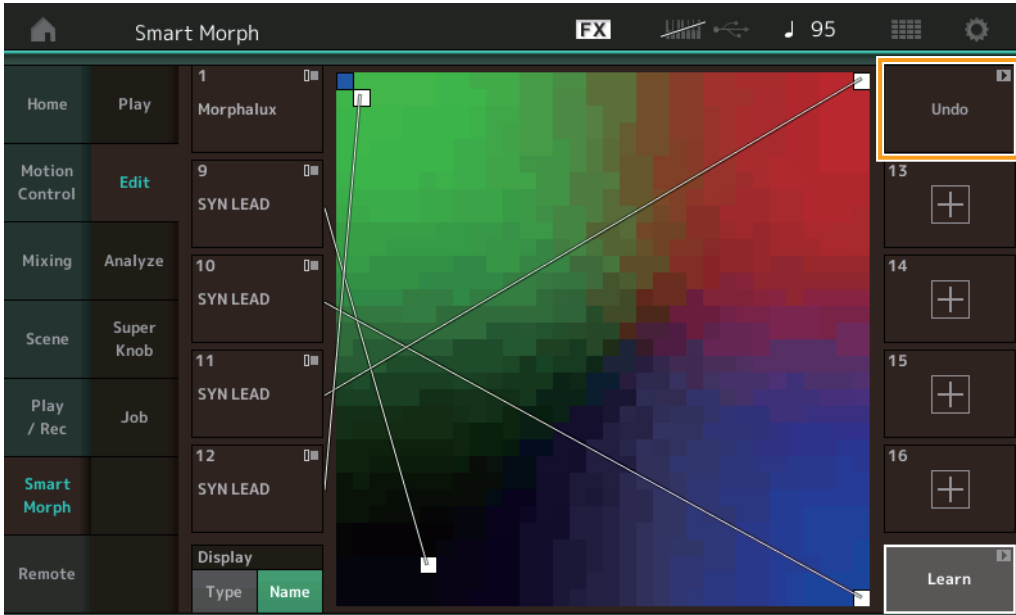 Smart Morph
FX
95
Home
Play
Motion
Control
Edit
Mixing
Analyze
Scene
Super
Knob
Play
/ Rec
Job
Smart
Morph
Remote
1
Morphalux
9
SYN LEAD
10
SYN LEAD
11
SYN LEAD
12
SYN LEAD
Display
Type
Name
Undo
13
14
15
16
Learn